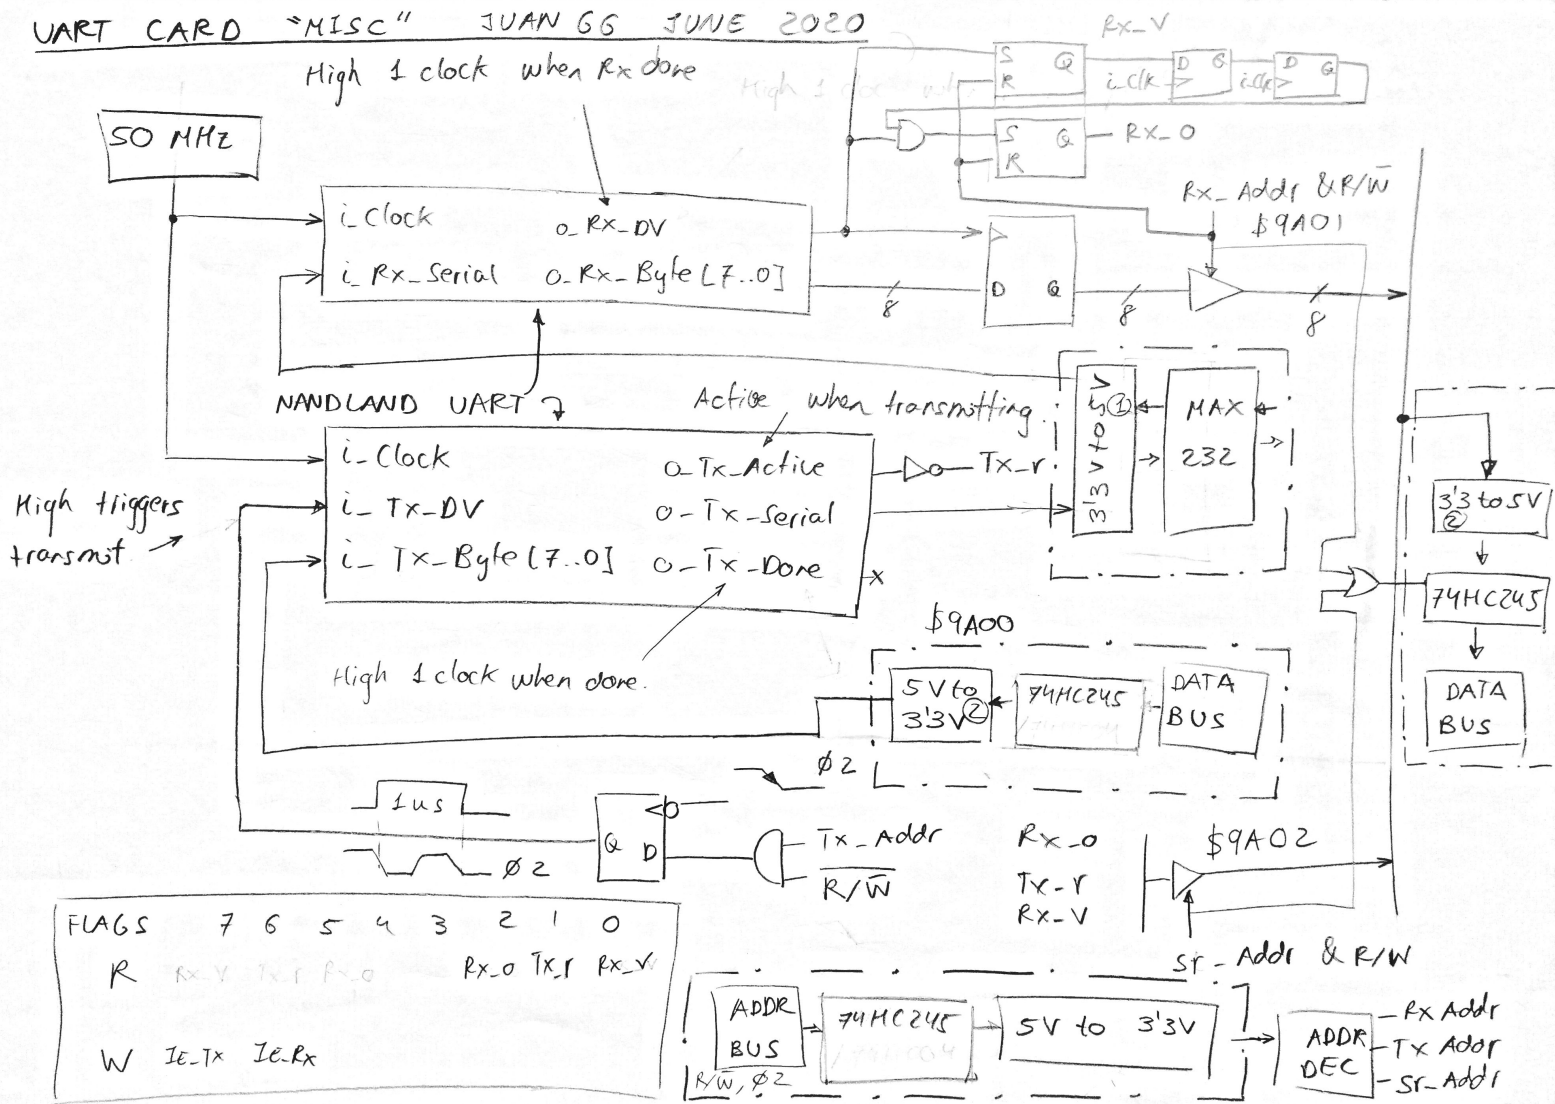 UART CARD "MISC" JUAN GG JUNE 2020
High 1 clock when Rx done
Rx_V
S Q
R
i_Clk
D Q
i_Clk
D Q
S Q
R
Rx_o
50 MHz
Rx_Addr & R/W̅
$9A01
i_Clock
o_Rx_DV
i_Rx_Serial
o_Rx_Byte [7..0]
8
D Q
8
8
NANDLAND UART
Active when transmitting
3'3V to 5V ①
MAX
232
i_Clock
o_Tx_Active
Tx_r
High triggers
transmit
i_Tx_DV
o_Tx_Serial
i_Tx_Byte [7..0]
o_Tx_Done
x
3'3 to 5V
②
74HC245
DATA
BUS
$9A00
High 1 clock when done.
5V to
3'3V ②
74HC245
DATA
BUS
Ø2
1us
Ø2
Q D
Tx_Addr
R/W̅
Rx_o
Tx_r
Rx_V
$9A02
Sr_Addr & R/W
FLAGS 7 6 5 4 3 2 1 0
R Rx_V Tx_r Rx_o Rx_o Tx_r Rx_V
W IE_Tx IE_Rx
ADDR
BUS
R/W̅, Ø2
74HC245
5V to 3'3V
ADDR
DEC
Rx Addr
Tx Addr
Sr_Addr